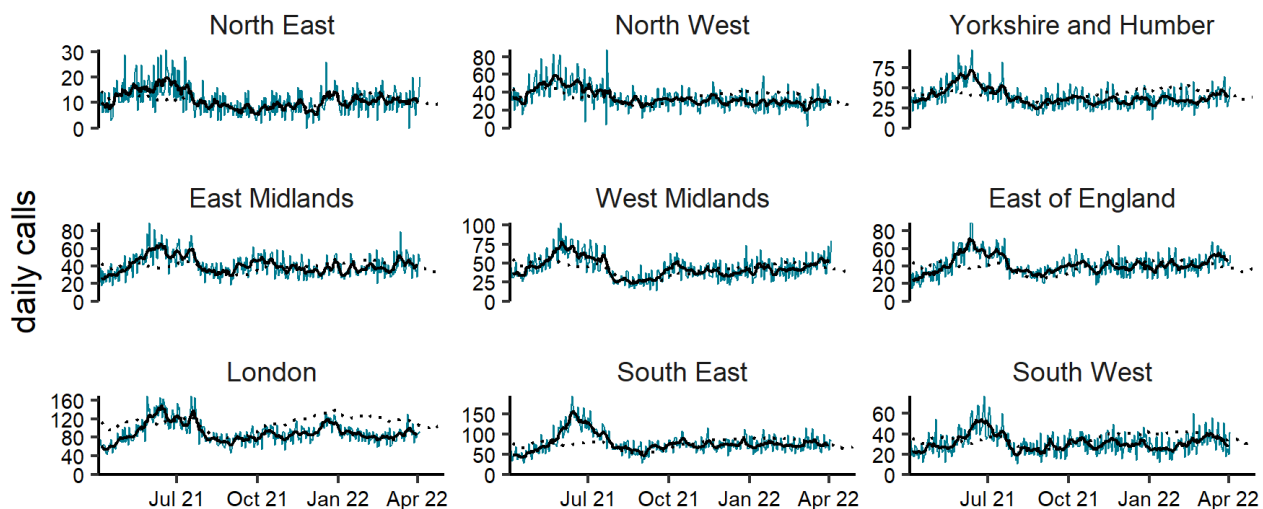 North East North West Yorkshire and Humber
30 80 75
20 60 50
10 40 25
0 20 0
0
East Midlands West Midlands East of England
80 100 80
60 75 60
40 50 40
20 25 20
0 0 0
daily calls
London South East South West
160 150 60
120 100 40
80 50 20
40 0 0
0
Jul 21 Oct 21 Jan 22 Apr 22 Jul 21 Oct 21 Jan 22 Apr 22 Jul 21 Oct 21 Jan 22 Apr 22